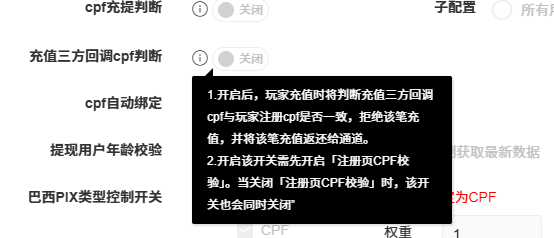 cpf充提判断 关闭 子配置 所有
充值三方回调cpf判断 关闭
1.开启后，玩家充值时将判断充值三方回调
cpf自动绑定
cpf与玩家注册cpf是否一致，拒绝该笔充
值，并将该笔充值返还给通道。
提现用户年龄校验 获取最新数据
2.开启该开关需先开启「注册页CPF校
验」。当关闭「注册页CPF校验」时，该开
巴西PIX类型控制开关 为CPF
关也会同时关闭”
CPF 权重 1